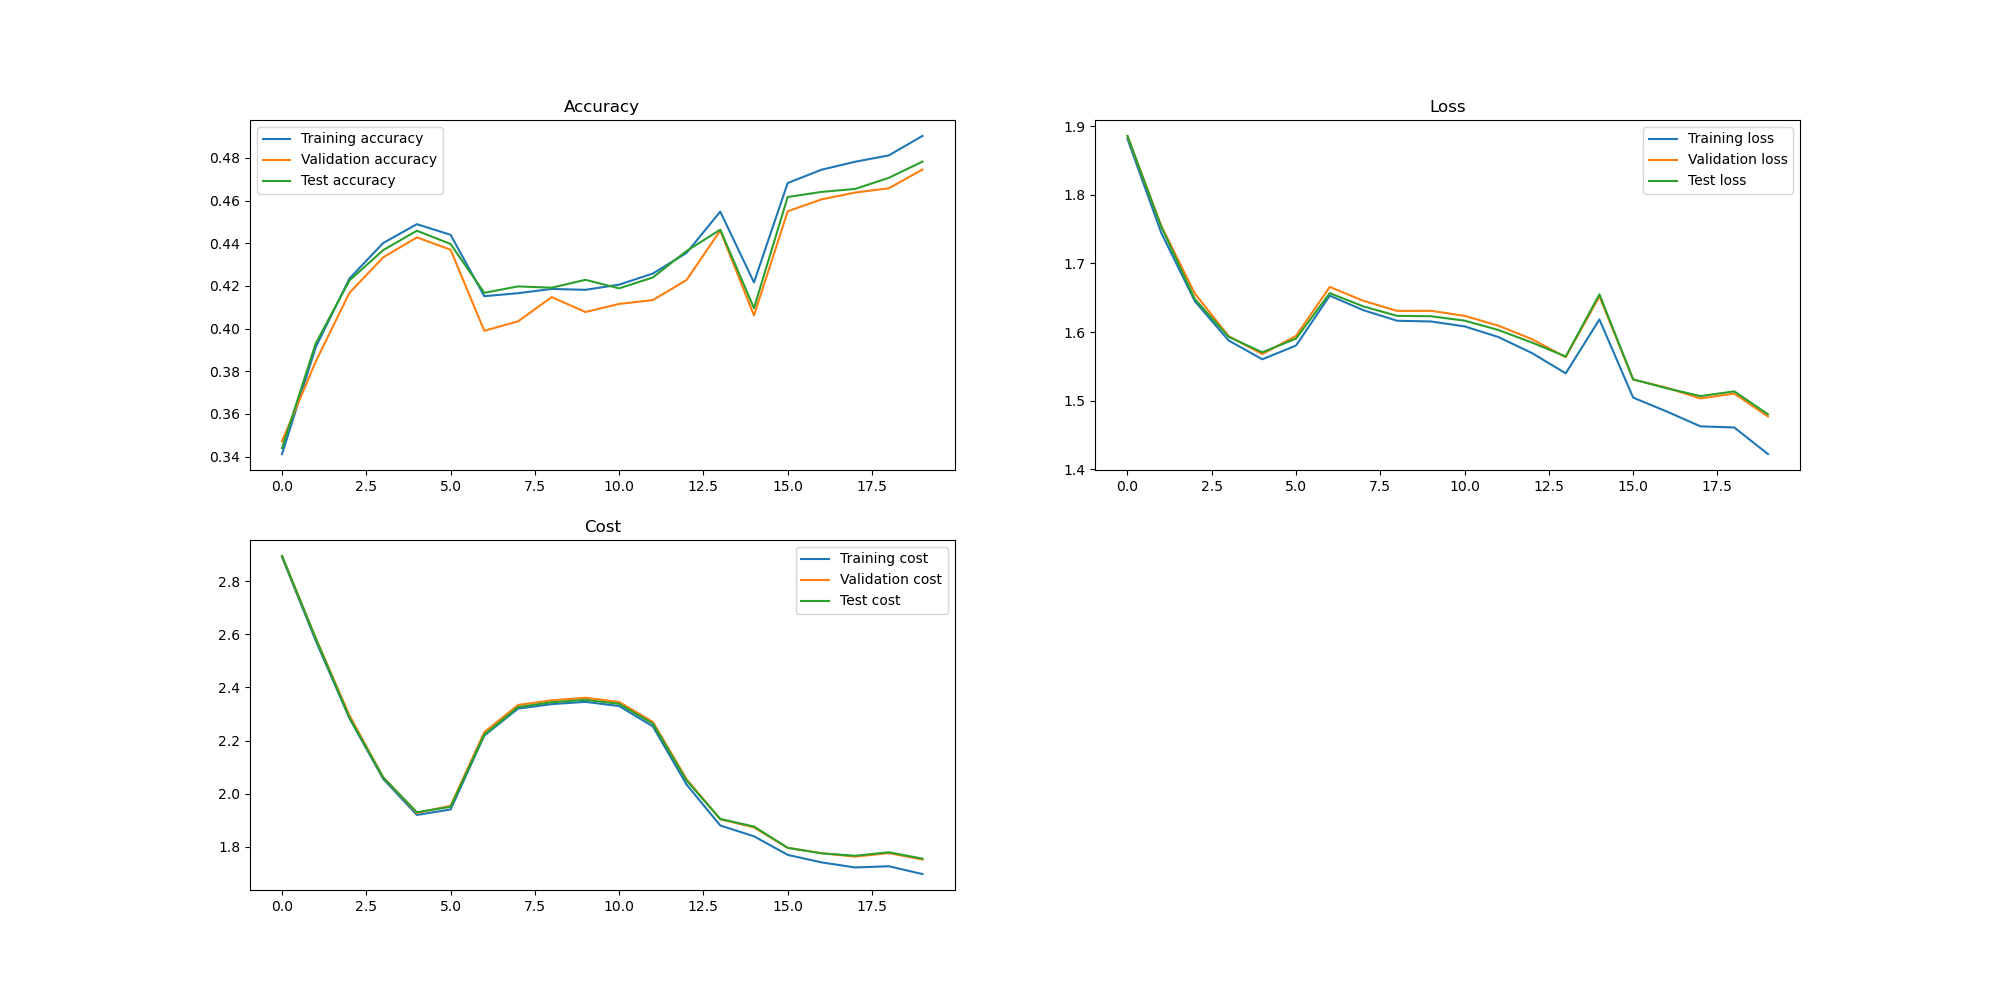 Accuracy
Training accuracy
Validation accuracy
Test accuracy
0.48
0.46
0.44
0.42
0.40
0.38
0.36
0.34
0.0 2.5 5.0 7.5 10.0 12.5 15.0 17.5
Loss
Training loss
Validation loss
Test loss
1.9
1.8
1.7
1.6
1.5
1.4
0.0 2.5 5.0 7.5 10.0 12.5 15.0 17.5
Cost
Training cost
Validation cost
Test cost
2.8
2.6
2.4
2.2
2.0
1.8
0.0 2.5 5.0 7.5 10.0 12.5 15.0 17.5